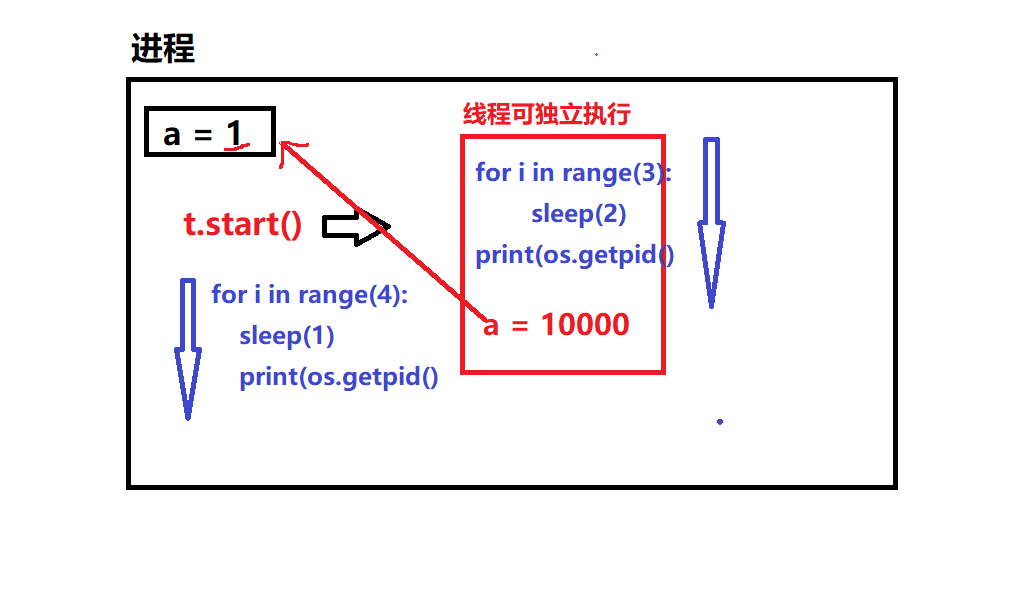 进程
a = 1
线程可独立执行
for i in range(3):
sleep(2)
print(os.getpid()
a = 10000
t.start()
for i in range(4):
sleep(1)
print(os.getpid()